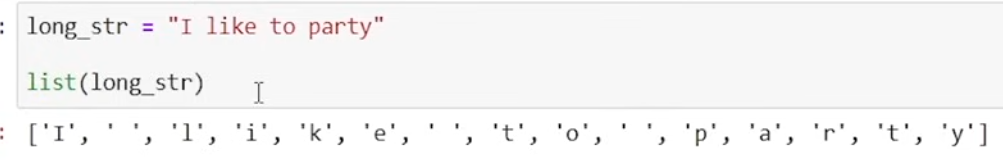 : long_str = "I like to party"
list(long_str)
: ['I', ' ', 'l', 'i', 'k', 'e', ' ', 't', 'o', ' ', 'p', 'a', 'r', 't', 'y']